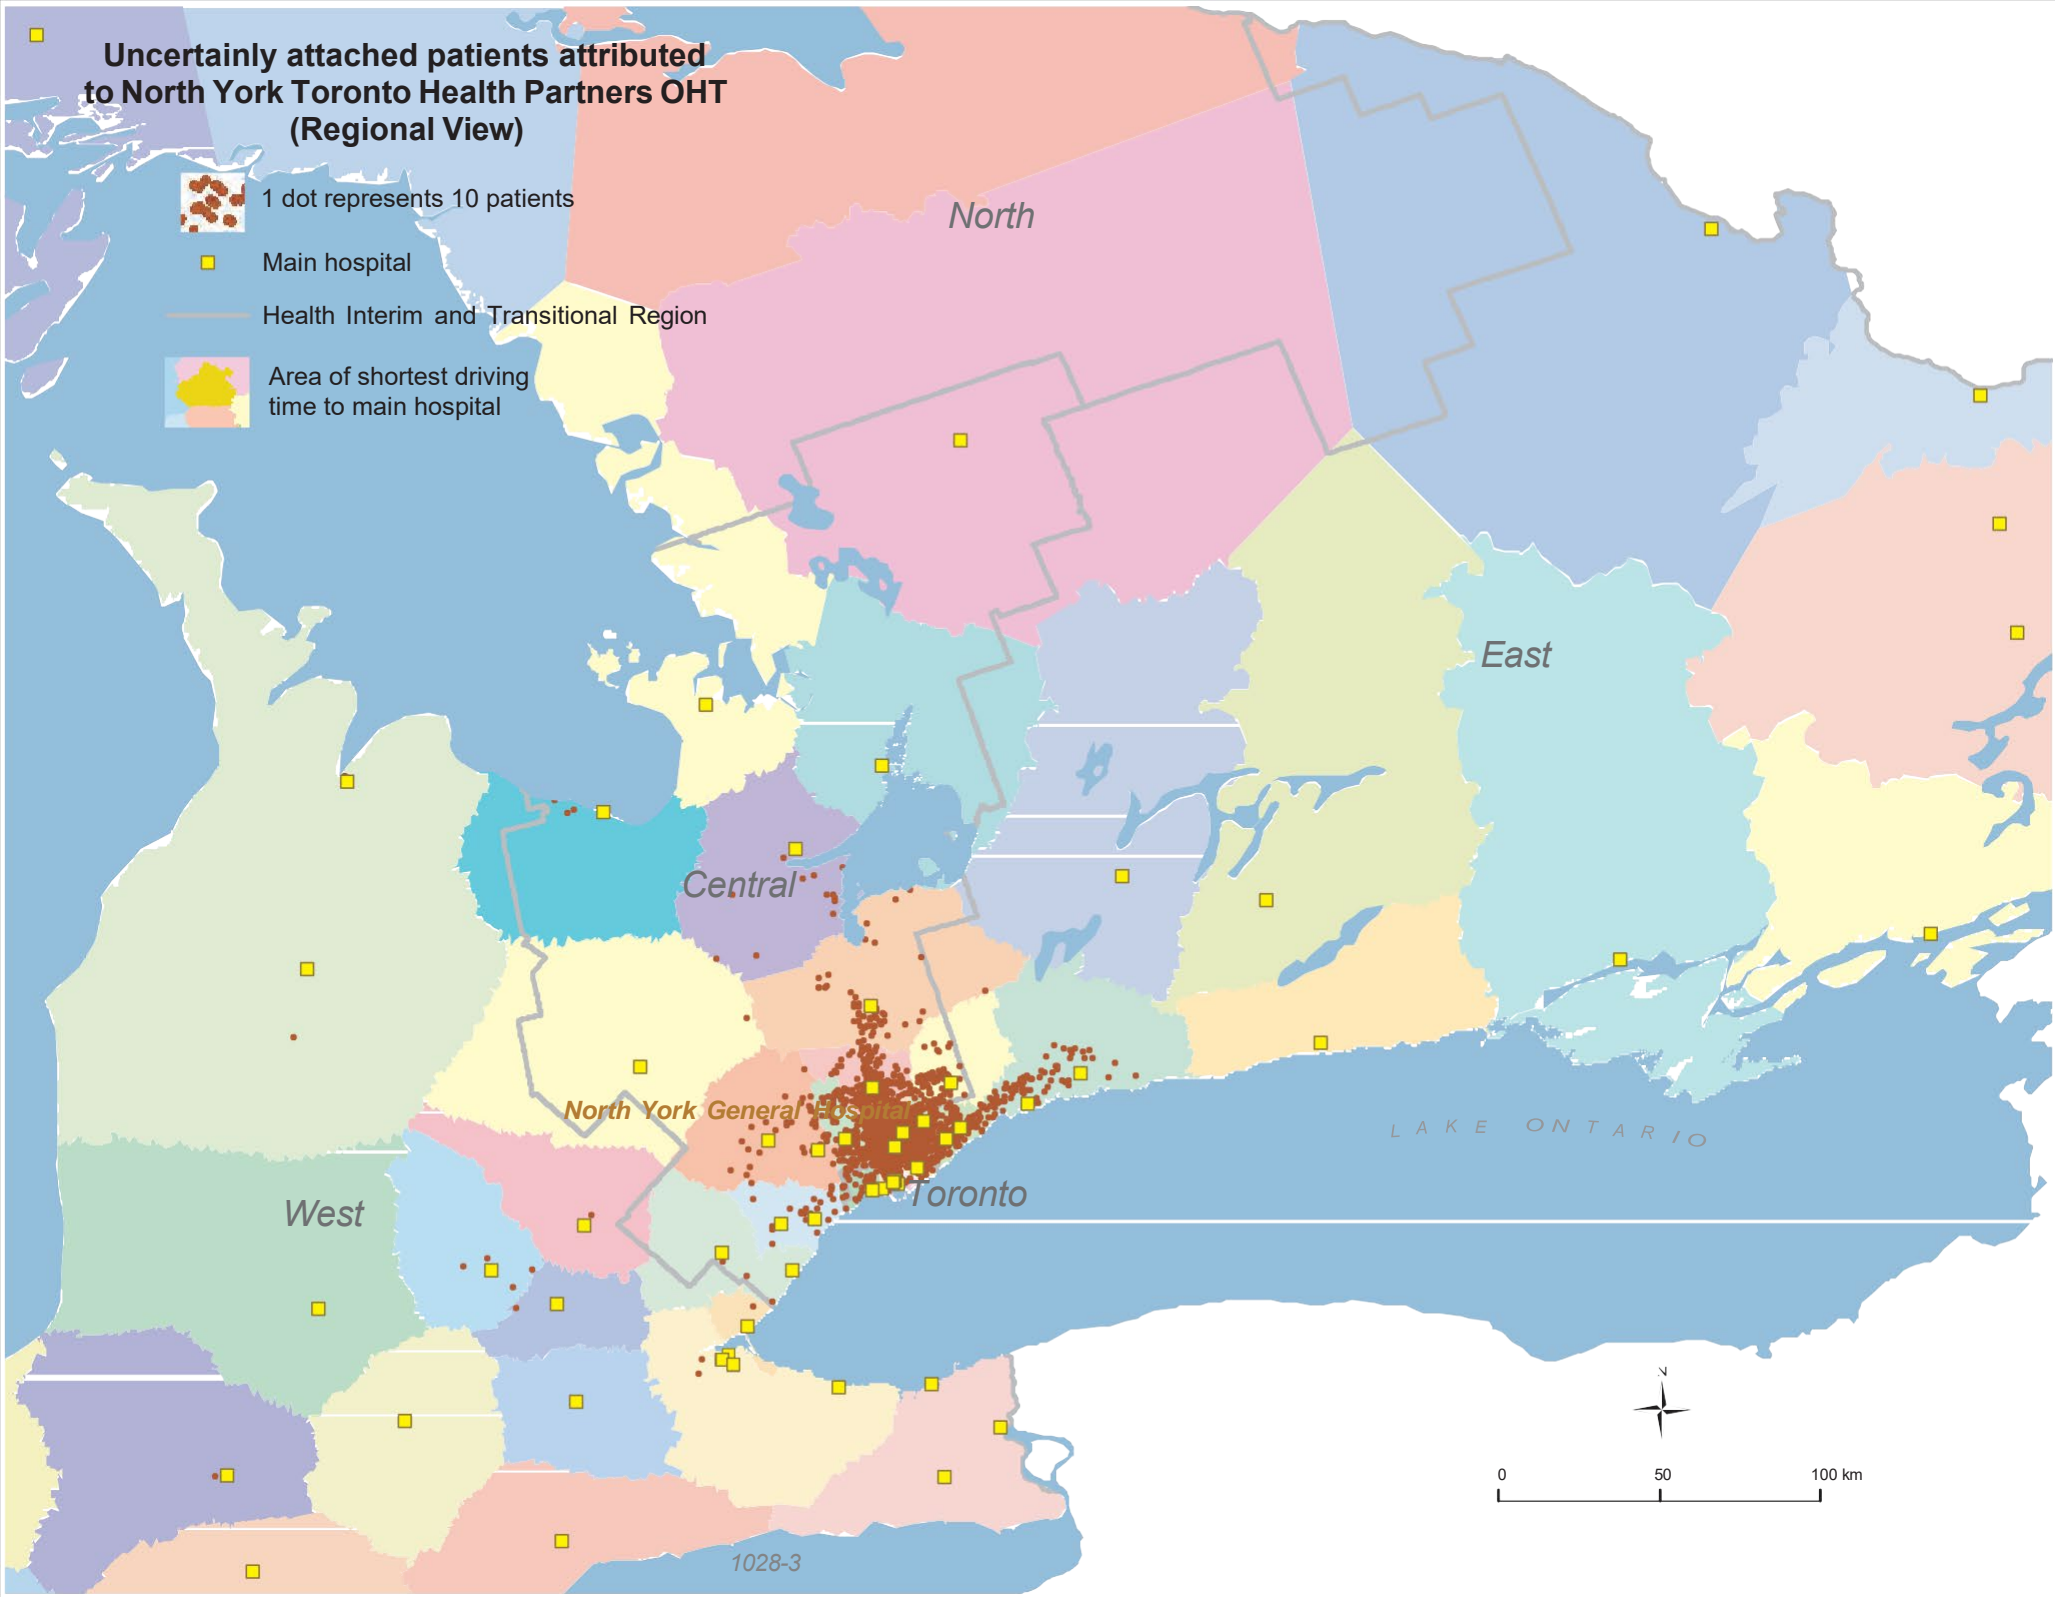 Uncertainly attached patients attributed
to North York Toronto Health Partners OHT
(Regional View)
1 dot represents 10 patients
Main hospital
Health Interim and Transitional Region
Area of shortest driving
time to main hospital
North
East
Central
North York General Hospital
LAKE ONTARIO
West
Toronto
N
0 50 100 km
1028-3